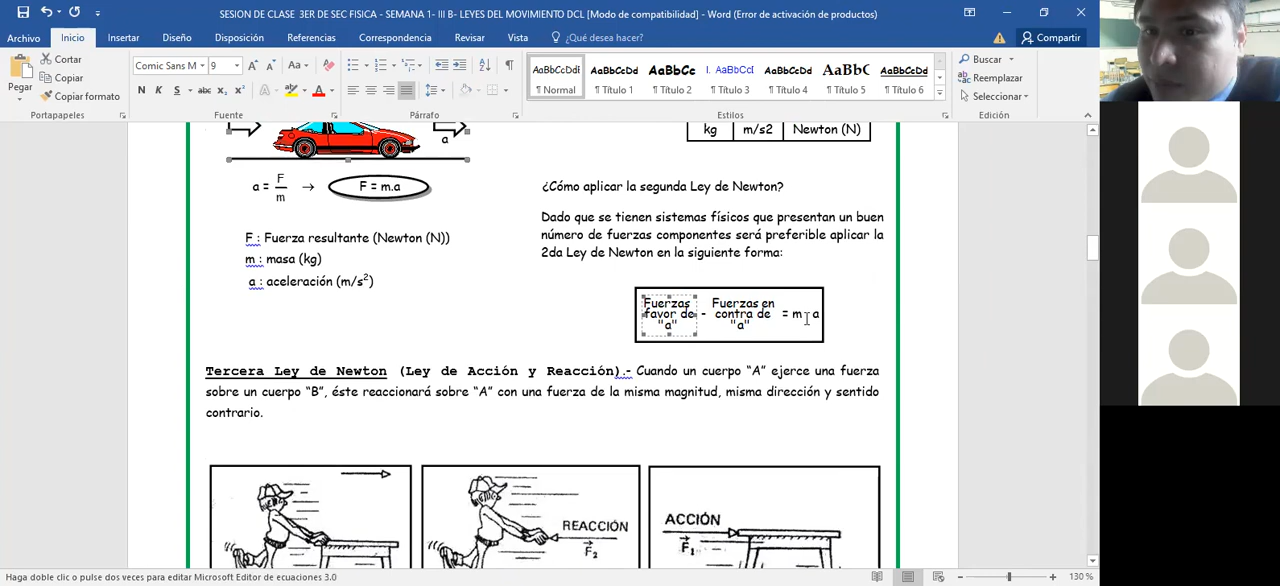 SESION DE CLASE 3ER DE SEC FISICA - SEMANA 1- III B- LEYES DEL MOVIMIENTO DCL [Modo de compatibilidad] - Word (Error de activación de productos)
Archivo Inicio Insertar Diseño Disposición Referencias Correspondencia Revisar Vista ¿Qué desea hacer? Compartir
Pegar
Cortar
Copiar
Copiar formato
Portapapeles
Comic Sans M 9
Fuente
Párrafo
AaBbCcDdE AaBbCcDd AaBbCc I. AaBbCcI AaBbCcDd AaBbC AaBbCcDd
¶ Normal ¶ Título 1 ¶ Título 2 ¶ Título 3 ¶ Título 4 ¶ Título 5 ¶ Título 6
Estilos
Buscar
Reemplazar
Seleccionar
Edición
a
kg m/s2 Newton (N)
a = F/m → F = m.a
F : Fuerza resultante (Newton (N))
m : masa (kg)
a : aceleración (m/s²)
¿Cómo aplicar la segunda Ley de Newton?
Dado que se tienen sistemas físicos que presentan un buen
número de fuerzas componentes será preferible aplicar la
2da Ley de Newton en la siguiente forma:
Fuerzas favor de "a" - Fuerzas en contra de "a" = m a
Tercera Ley de Newton (Ley de Acción y Reacción).- Cuando un cuerpo “A” ejerce una fuerza
sobre un cuerpo “B”, éste reaccionará sobre “A” con una fuerza de la misma magnitud, misma dirección y sentido
contrario.
REACCIÓN
F₂
ACCIÓN
F₁
Haga doble clic o pulse dos veces para editar Microsoft Editor de ecuaciones 3.0
130 %